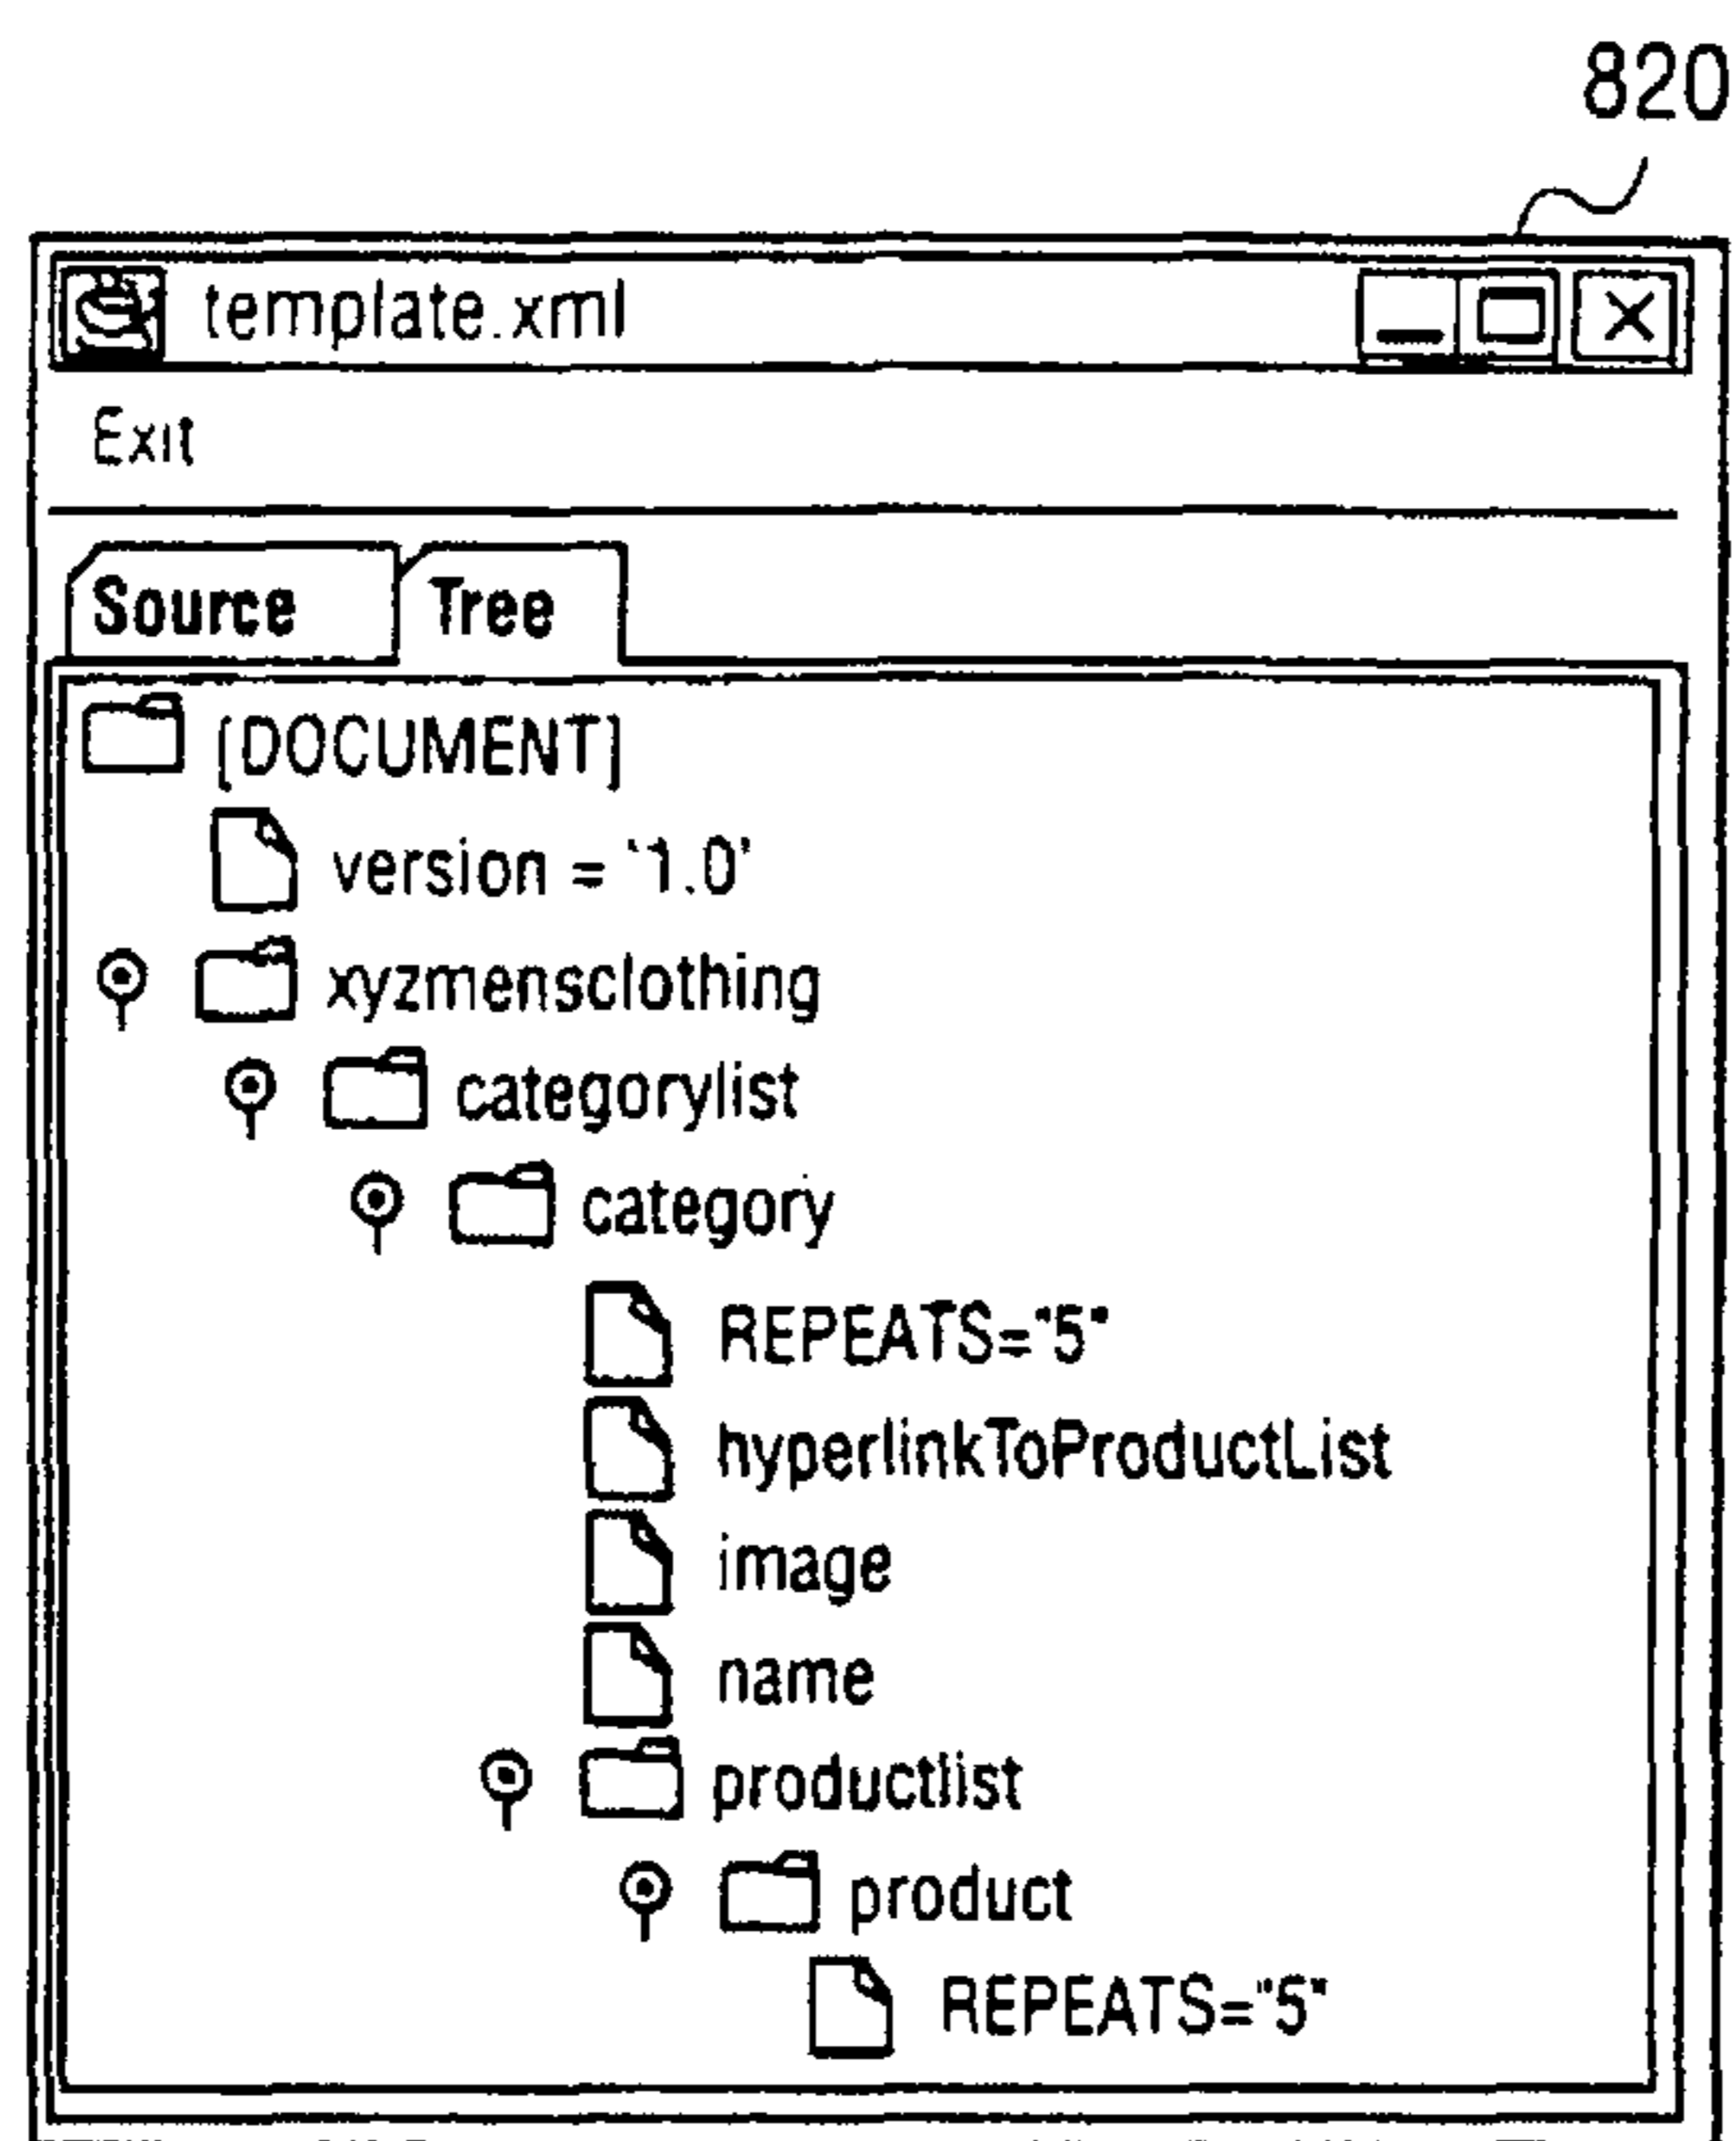 820
template.xml
Exit
Source Tree
[DOCUMENT]
version = '1.0'
xyzmensclothing
categorylist
category
REPEATS="5"
hyperlinkToProductList
image
name
productlist
product
REPEATS="5"